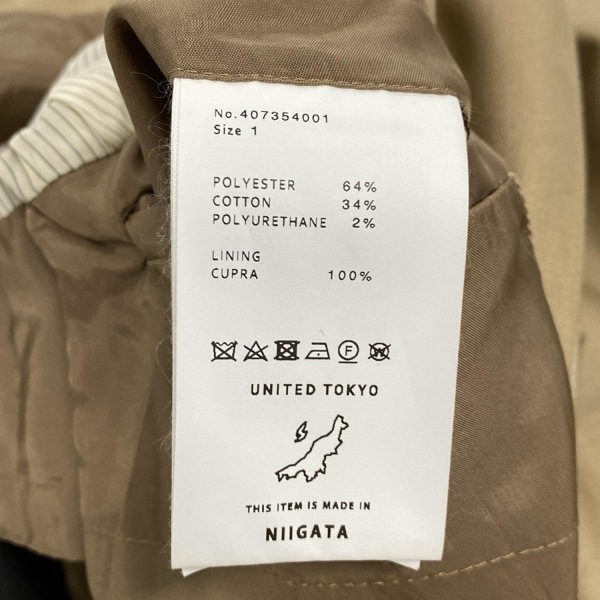 No.407354001
Size 1
POLYESTER 64%
COTTON 34%
POLYURETHANE 2%
LINING
CUPRA 100%
F
W
UNITED TOKYO
THIS ITEM IS MADE IN
NIIGATA